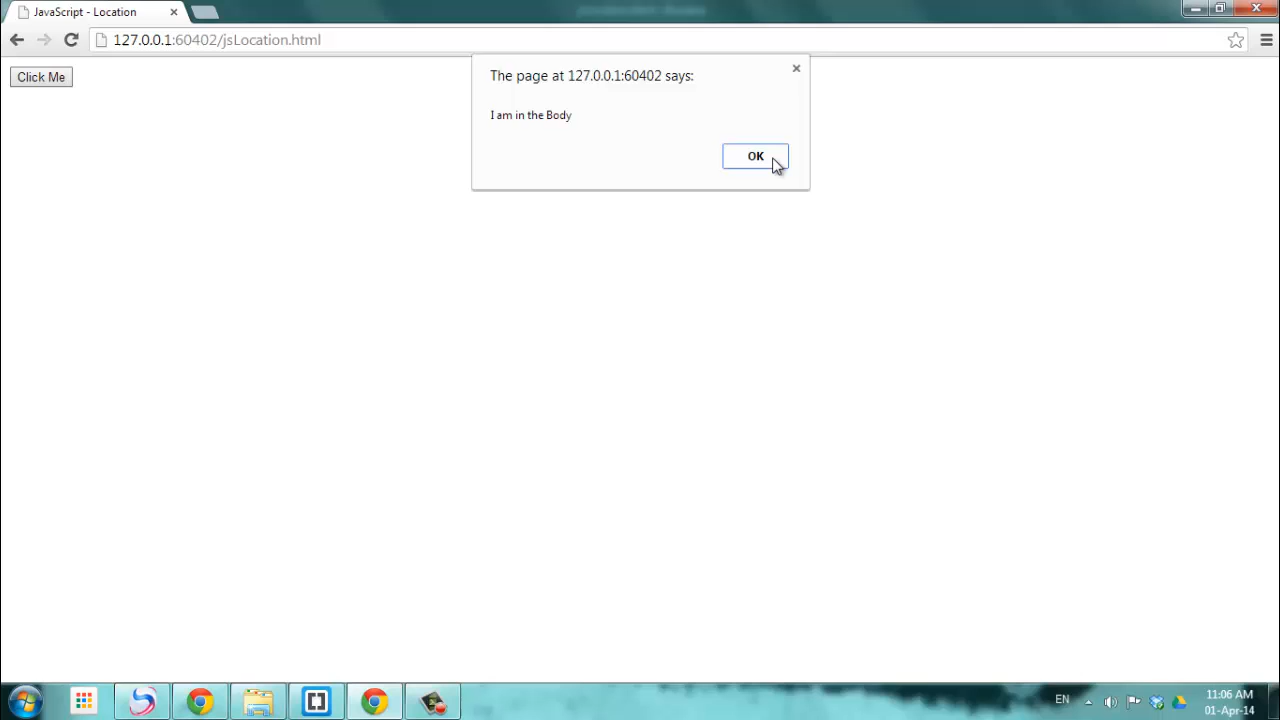 JavaScript - Location
127.0.0.1:60402/jsLocation.html
Click Me
The page at 127.0.0.1:60402 says:
I am in the Body
OK
EN
11:06 AM
01-Apr-14